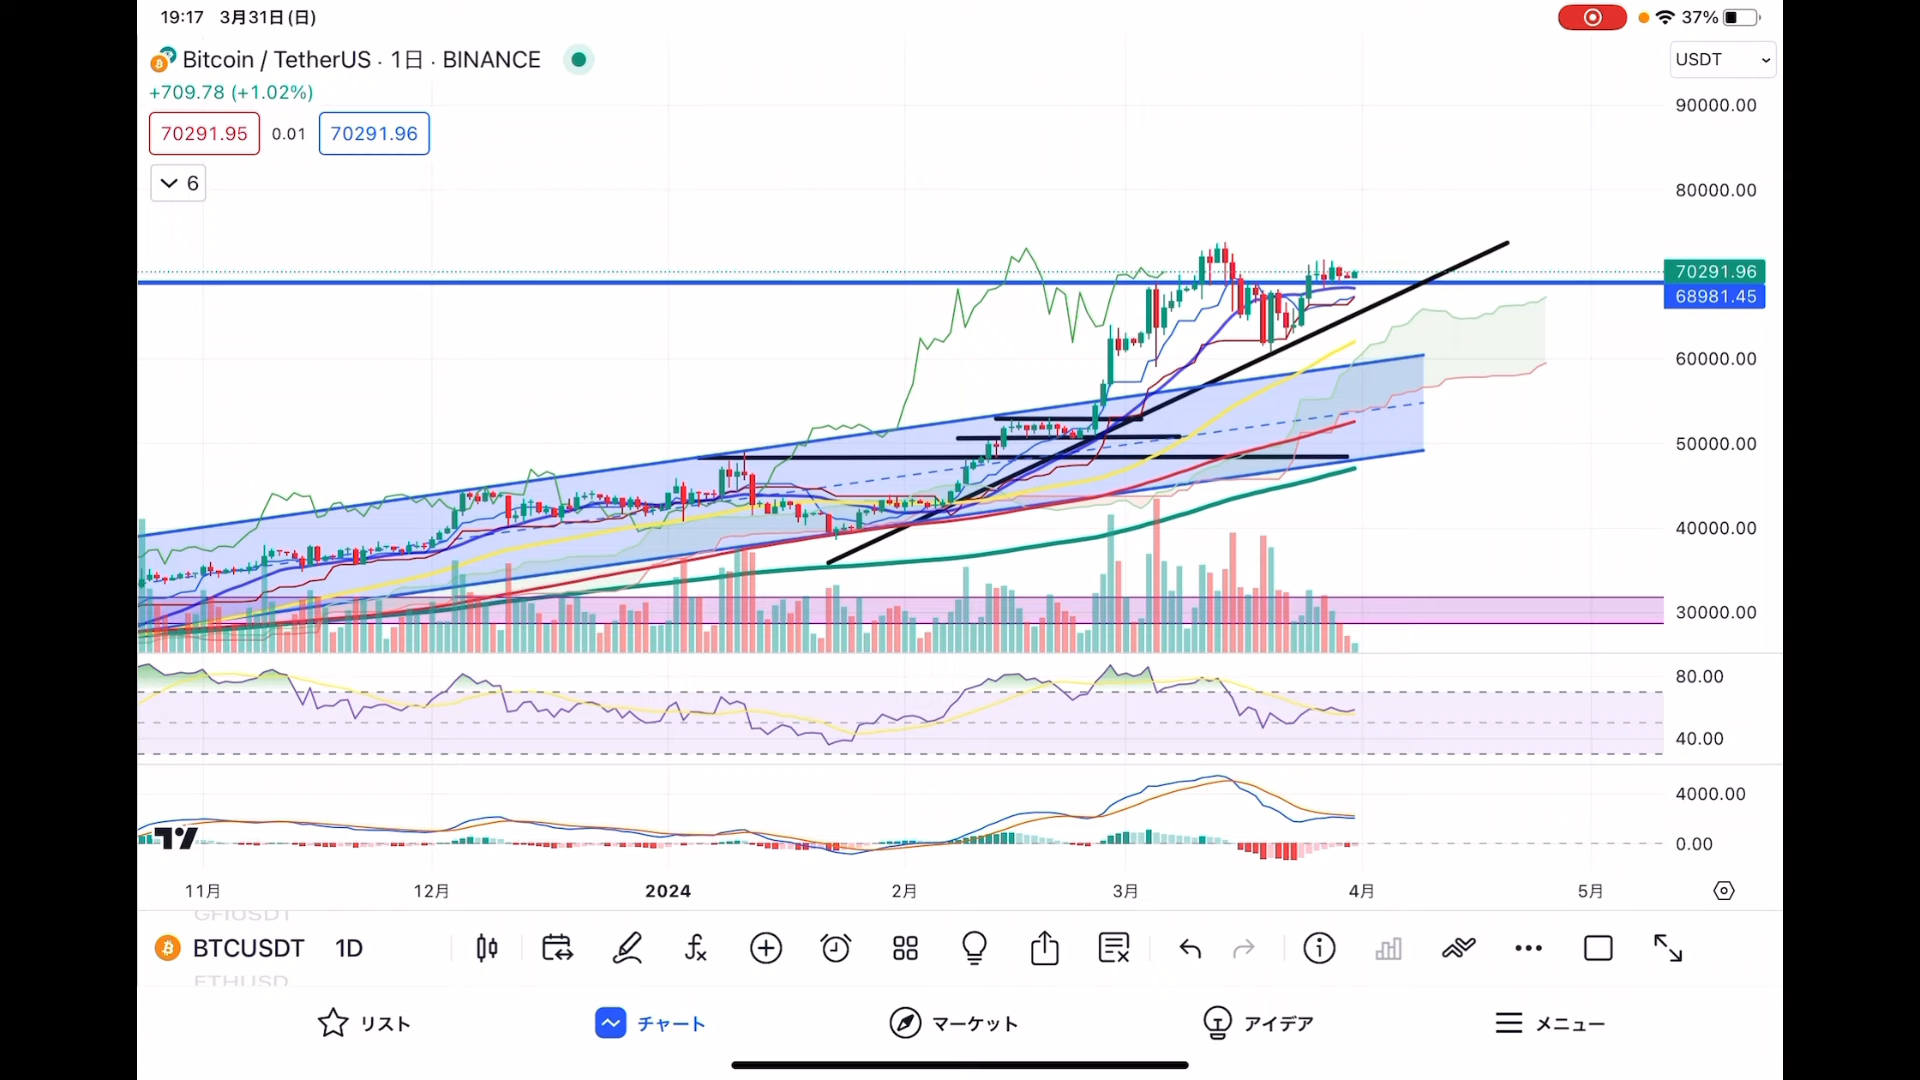 19:17 3月31日(日)
37%
Bitcoin / TetherUS · 1日 · BINANCE
USDT
+709.78 (+1.02%)
70291.95 0.01 70291.96
6
90000.00
80000.00
70291.96
68981.45
60000.00
50000.00
40000.00
30000.00
80.00
40.00
4000.00
0.00
11月 12月 2024 2月 3月 4月 5月
GFIUSDT
BTCUSDT 1D
ETHUSD
リスト チャート マーケット アイデア メニュー